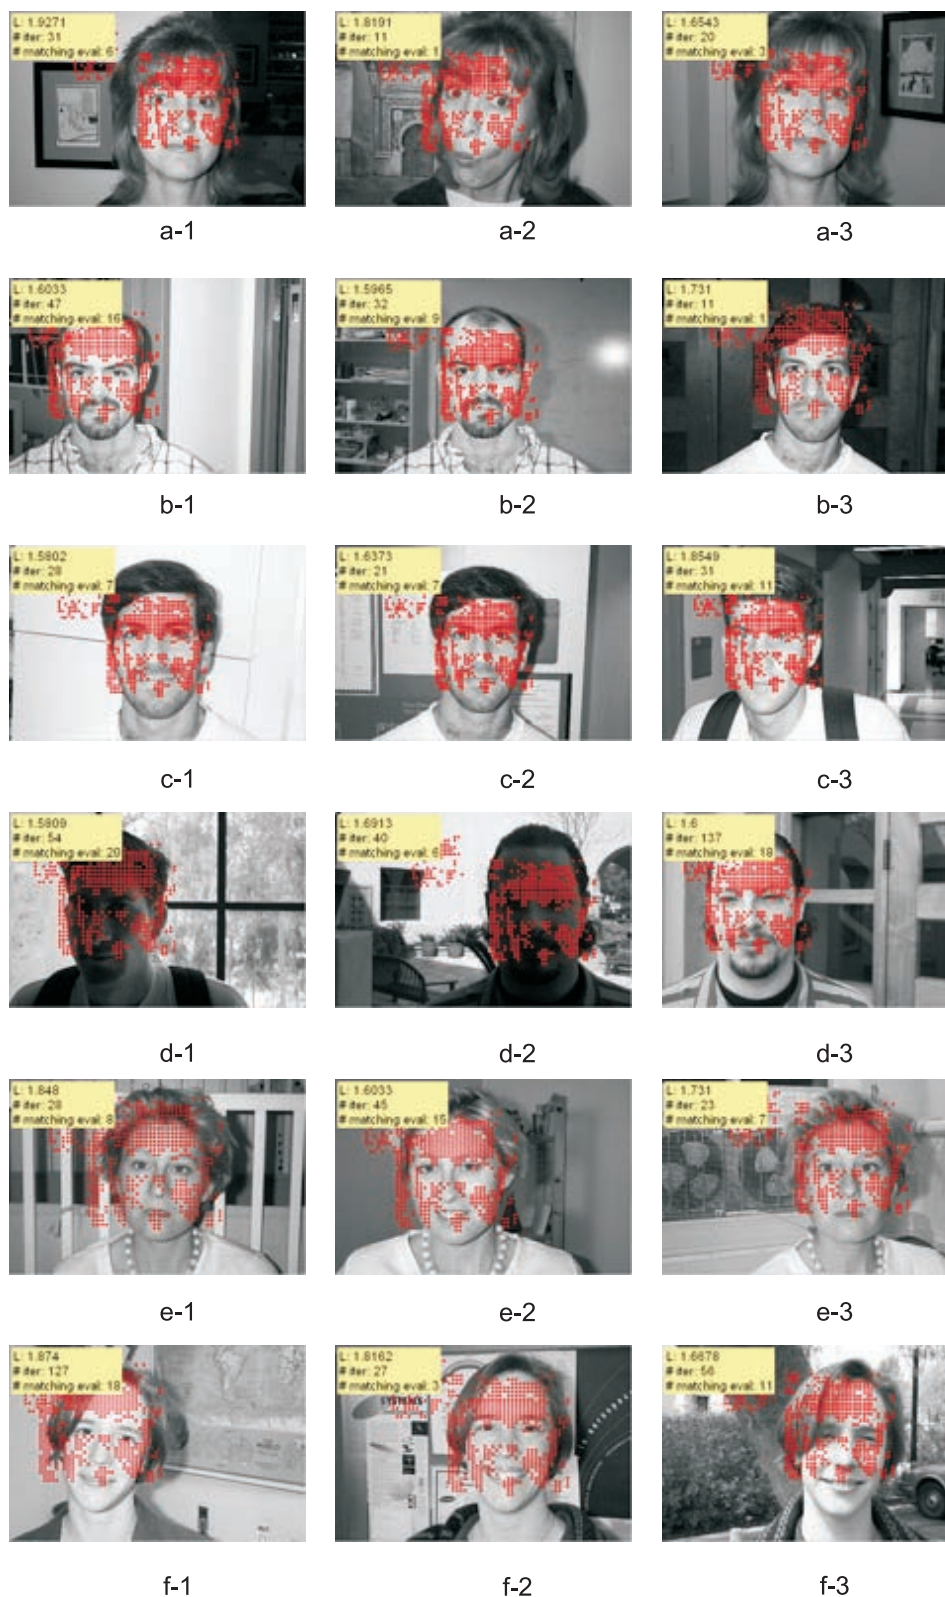 L: 1.9271
# iter: 31
# matching eval: 6
L: 1.8191
# iter: 11
# matching eval: 1
L: 1.6543
# iter: 20
# matching eval: 3
a-1
a-2
a-3
L: 1.6033
# iter: 47
# matching eval: 16
L: 1.5965
# iter: 32
# matching eval: 9
L: 1.731
# iter: 11
# matching eval: 1
b-1
b-2
b-3
L: 1.5802
# iter: 28
# matching eval: 7
L: 1.6373
# iter: 21
# matching eval: 7
L: 1.8549
# iter: 31
# matching eval: 11
c-1
c-2
c-3
L: 1.5809
# iter: 54
# matching eval: 20
L: 1.6913
# iter: 40
# matching eval: 6
L: 1.6
# iter: 137
# matching eval: 18
d-1
d-2
d-3
L: 1.848
# iter: 28
# matching eval: 8
L: 1.6033
# iter: 45
# matching eval: 15
L: 1.731
# iter: 23
# matching eval: 7
e-1
e-2
e-3
L: 1.874
# iter: 127
# matching eval: 18
L: 1.8162
# iter: 27
# matching eval: 3
SYSTEMS
L: 1.6678
# iter: 56
# matching eval: 11
f-1
f-2
f-3